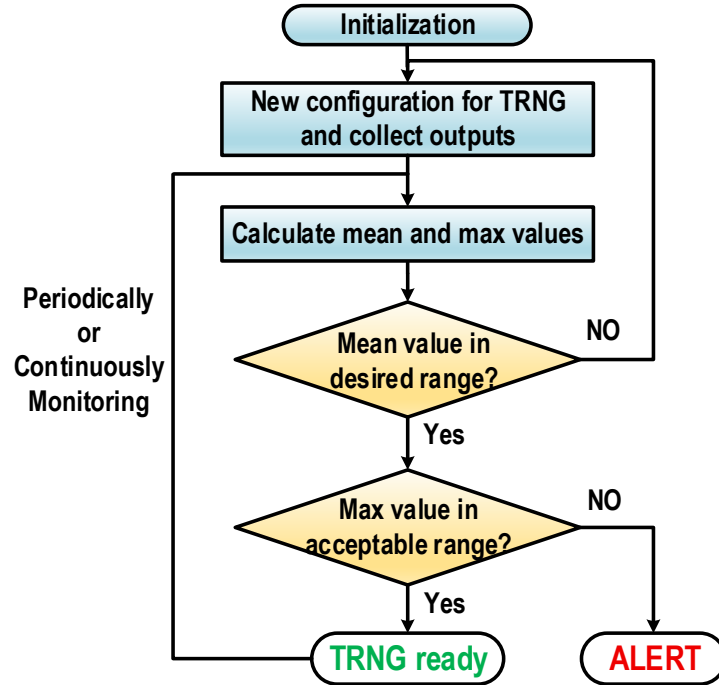 Initialization
New configuration for TRNG
and collect outputs
Calculate mean and max values
Periodically
or
Continuously
Monitoring
Mean value in
desired range?
NO
Yes
Max value in
acceptable range?
NO
Yes
TRNG ready
ALERT